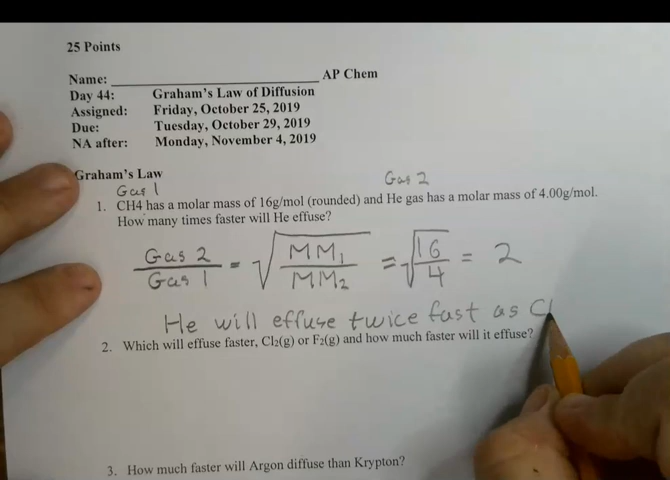 25 Points
Name: ____________________ AP Chem
Day 44: Graham's Law of Diffusion
Assigned: Friday, October 25, 2019
Due: Tuesday, October 29, 2019
NA after: Monday, November 4, 2019
Graham's Law
Gas 1 Gas 2
1. CH4 has a molar mass of 16g/mol (rounded) and He gas has a molar mass of 4.00g/mol.
How many times faster will He effuse?
Gas 2 / Gas 1 = √(MM₁ / MM₂) = √(16 / 4) = 2
He will effuse twice fast as C
2. Which will effuse faster, Cl₂(g) or F₂(g) and how much faster will it effuse?
3. How much faster will Argon diffuse than Krypton?